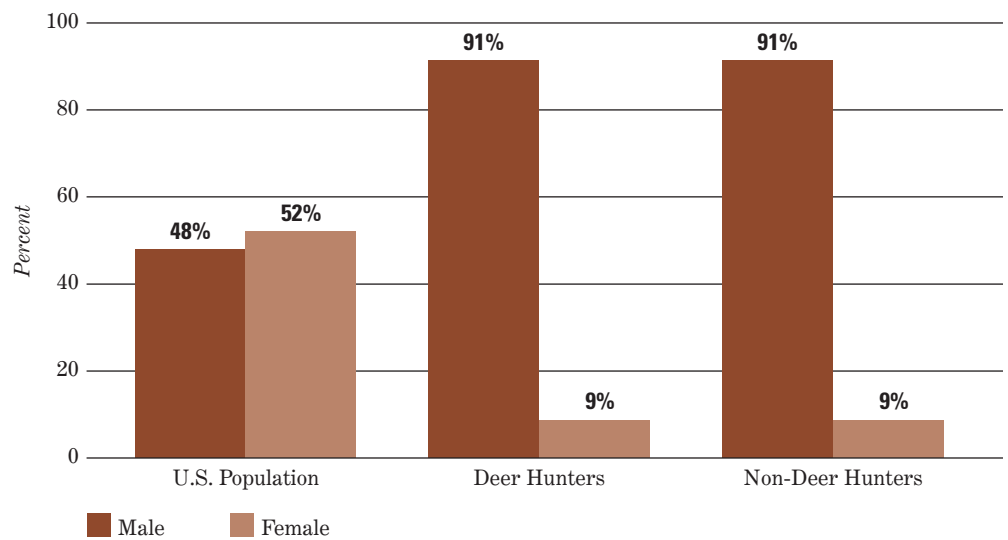 100
91%
91%
80
60
52%
48%
Percent
40
20
9%
9%
0
U.S. Population
Deer Hunters
Non-Deer Hunters
Male
Female